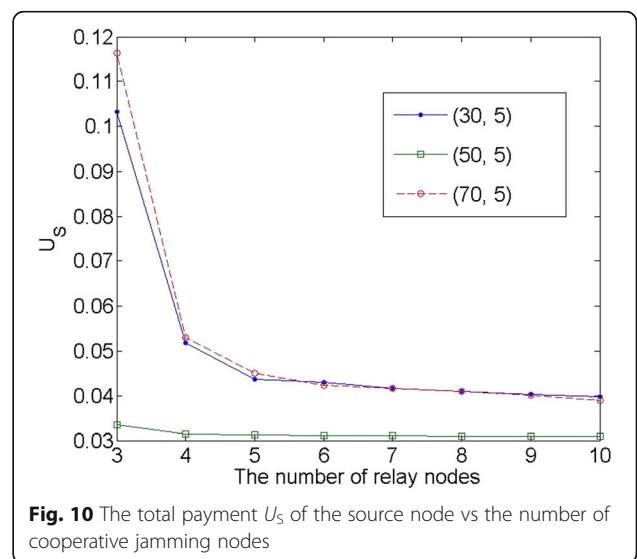 0.12
0.11
0.1
0.09
0.08
0.07
0.06
0.05
0.04
0.03
U_S
3 4 5 6 7 8 9 10
The number of relay nodes
(30, 5)
(50, 5)
(70, 5)
Fig. 10 The total payment U_S of the source node vs the number of
cooperative jamming nodes